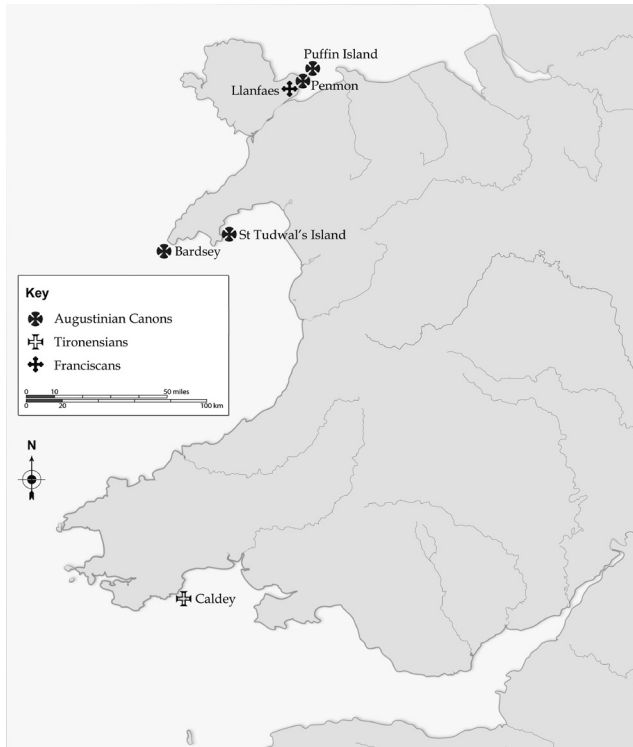 Puffin Island
Penmon
Llanfaes
St Tudwal's Island
Bardsey
Key
Augustinian Canons
Tironensians
Franciscans
0 10 50 miles
0 20 100 km
N
Caldey